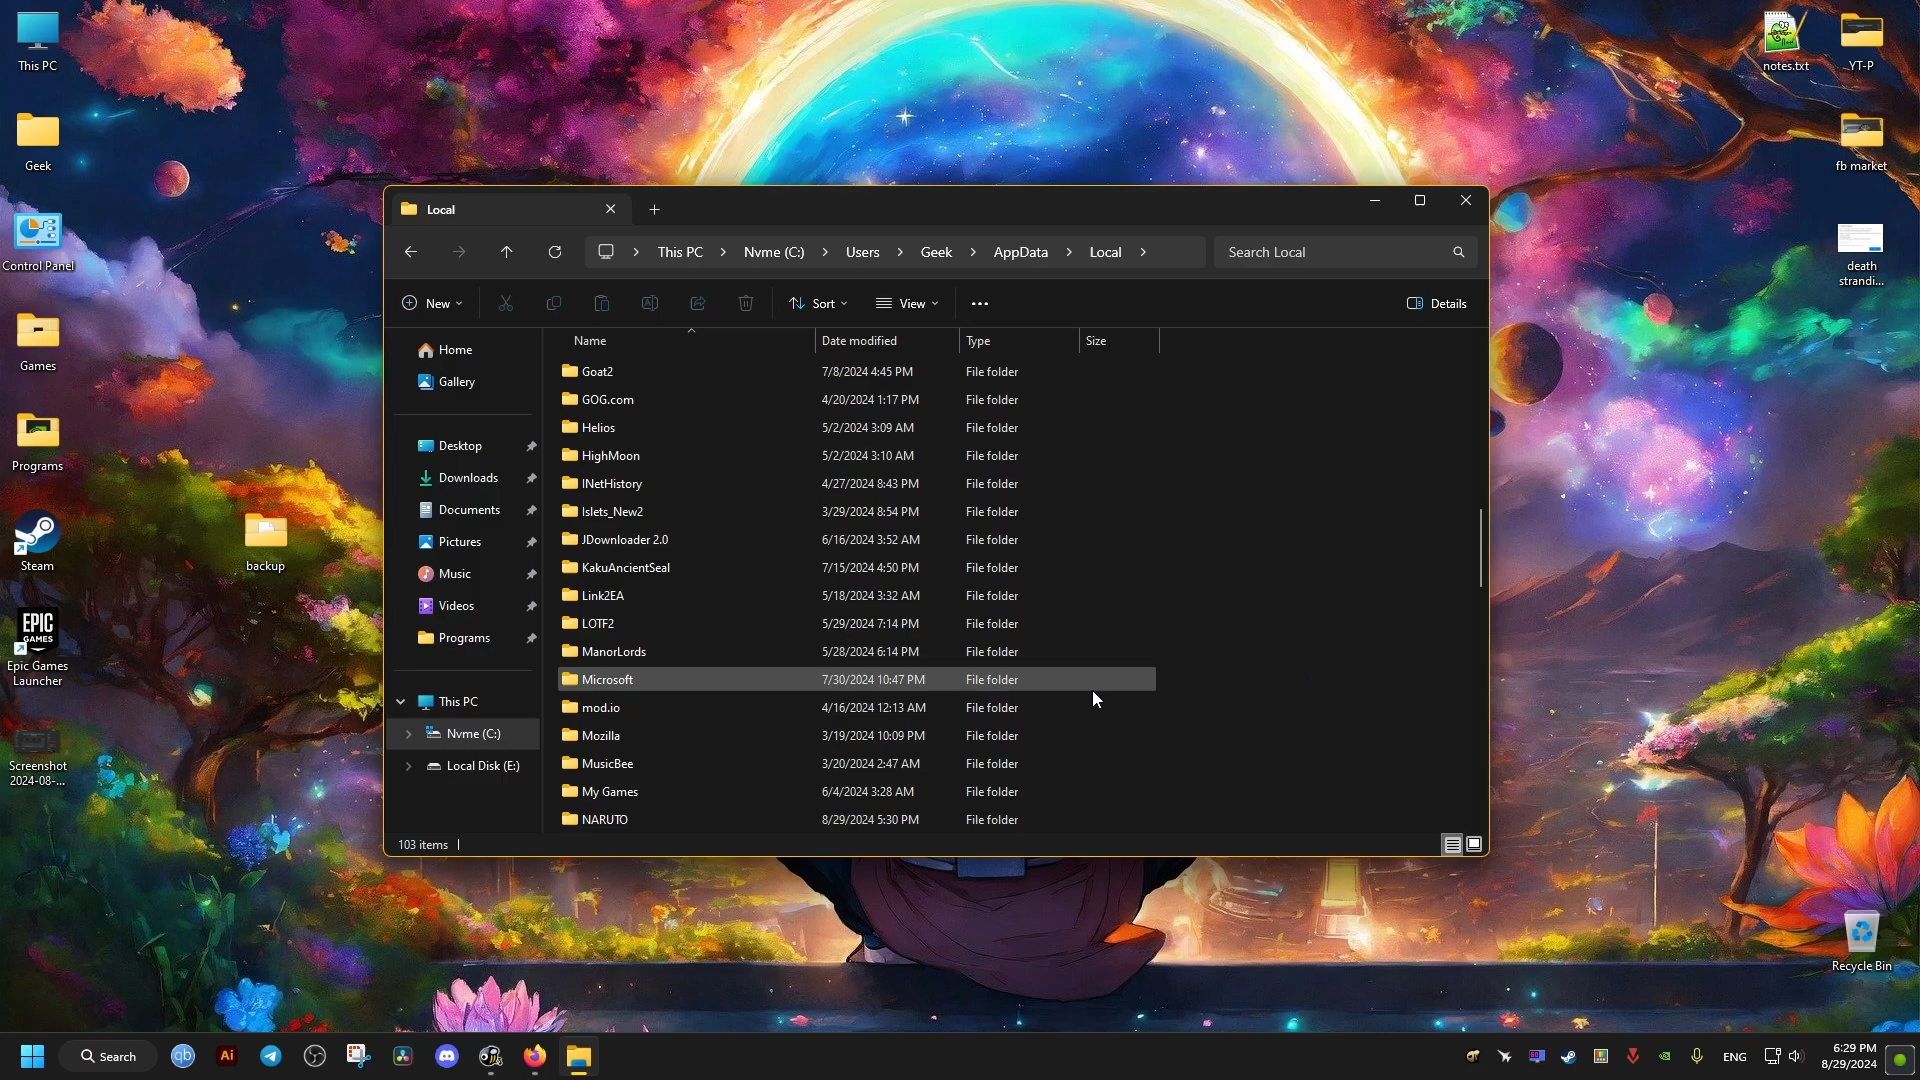 This PC
Geek
Control Panel
Games
Programs
Steam
EPIC
GAMES
Epic Games
Launcher
Screenshot
2024-08-...
backup
notes.txt
YT-P
fb market
death
strandi...
Recycle Bin
Local
This PC > Nvme (C:) > Users > Geek > AppData > Local >
Search Local
New
Sort
View
Details
Home
Gallery
Desktop
Downloads
Documents
Pictures
Music
Videos
Programs
This PC
Nvme (C:)
Local Disk (E:)
Name Date modified Type Size
Goat2 7/8/2024 4:45 PM File folder
GOG.com 4/20/2024 1:17 PM File folder
Helios 5/2/2024 3:09 AM File folder
HighMoon 5/2/2024 3:10 AM File folder
INetHistory 4/27/2024 8:43 PM File folder
Islets_New2 3/29/2024 8:54 PM File folder
JDownloader 2.0 6/16/2024 3:52 AM File folder
KakuAncientSeal 7/15/2024 4:50 PM File folder
Link2EA 5/18/2024 3:32 AM File folder
LOTF2 5/29/2024 7:14 PM File folder
ManorLords 5/28/2024 6:14 PM File folder
Microsoft 7/30/2024 10:47 PM File folder
mod.io 4/16/2024 12:13 AM File folder
Mozilla 3/19/2024 10:09 PM File folder
MusicBee 3/20/2024 2:47 AM File folder
My Games 6/4/2024 3:28 AM File folder
NARUTO 8/29/2024 5:30 PM File folder
103 items
Search
qb
Ai
ENG
6:29 PM
8/29/2024